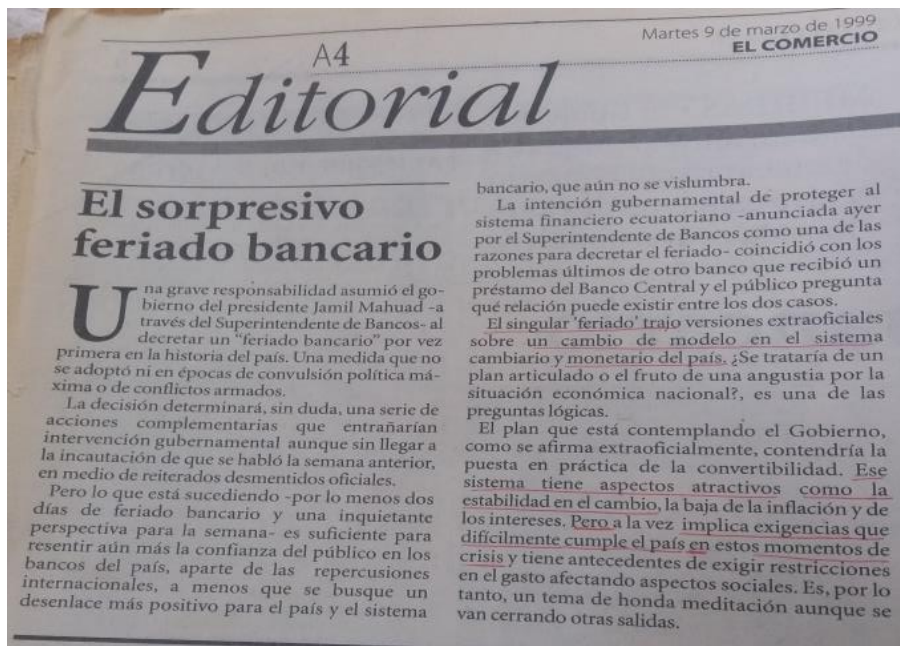 Martes 9 de marzo de 1999
EL COMERCIO
A4
Editorial
El sorpresivo
feriado bancario
Una grave responsabilidad asumió el go-
bierno del presidente Jamil Mahuad -a
través del Superintendente de Bancos- al
decretar un "feriado bancario" por vez
primera en la historia del país. Una medida que no
se adoptó ni en épocas de convulsión política má-
xima o de conflictos armados.
La decisión determinará, sin duda, una serie de
acciones complementarias que entrañarían
intervención gubernamental aunque sin llegar a
la incautación de que se habló la semana anterior,
en medio de reiterados desmentidos oficiales.
Pero lo que está sucediendo -por lo menos dos
días de feriado bancario y una inquietante
perspectiva para la semana- es suficiente para
resentir aún más la confianza del público en los
bancos del país, aparte de las repercusiones
internacionales, a menos que se busque un
desenlace más positivo para el país y el sistema
bancario, que aún no se vislumbra.
La intención gubernamental de proteger al
sistema financiero ecuatoriano -anunciada ayer
por el Superintendente de Bancos como una de las
razones para decretar el feriado- coincidió con los
problemas últimos de otro banco que recibió un
préstamo del Banco Central y el público pregunta
qué relación puede existir entre los dos casos.
El singular 'feriado' trajo versiones extraoficiales
sobre un cambio de modelo en el sistema
cambiario y monetario del país. ¿Se trataría de un
plan articulado o el fruto de una angustia por la
situación económica nacional?, es una de las
preguntas lógicas.
El plan que está contemplando el Gobierno,
como se afirma extraoficialmente, contendría la
puesta en práctica de la convertibilidad. Ese
sistema tiene aspectos atractivos como la
estabilidad en el cambio, la baja de la inflación y de
los intereses. Pero a la vez implica exigencias que
difícilmente cumple el país en estos momentos de
crisis y tiene antecedentes de exigir restricciones
en el gasto afectando aspectos sociales. Es, por lo
tanto, un tema de honda meditación aunque se
van cerrando otras salidas.